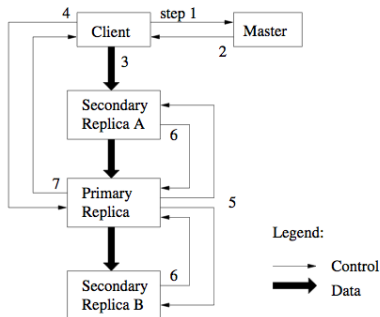 4
step 1
Client
Master
2
3
Secondary
Replica A
6
7
Primary
Replica
5
Legend:
6
Control
Secondary
Replica B
Data